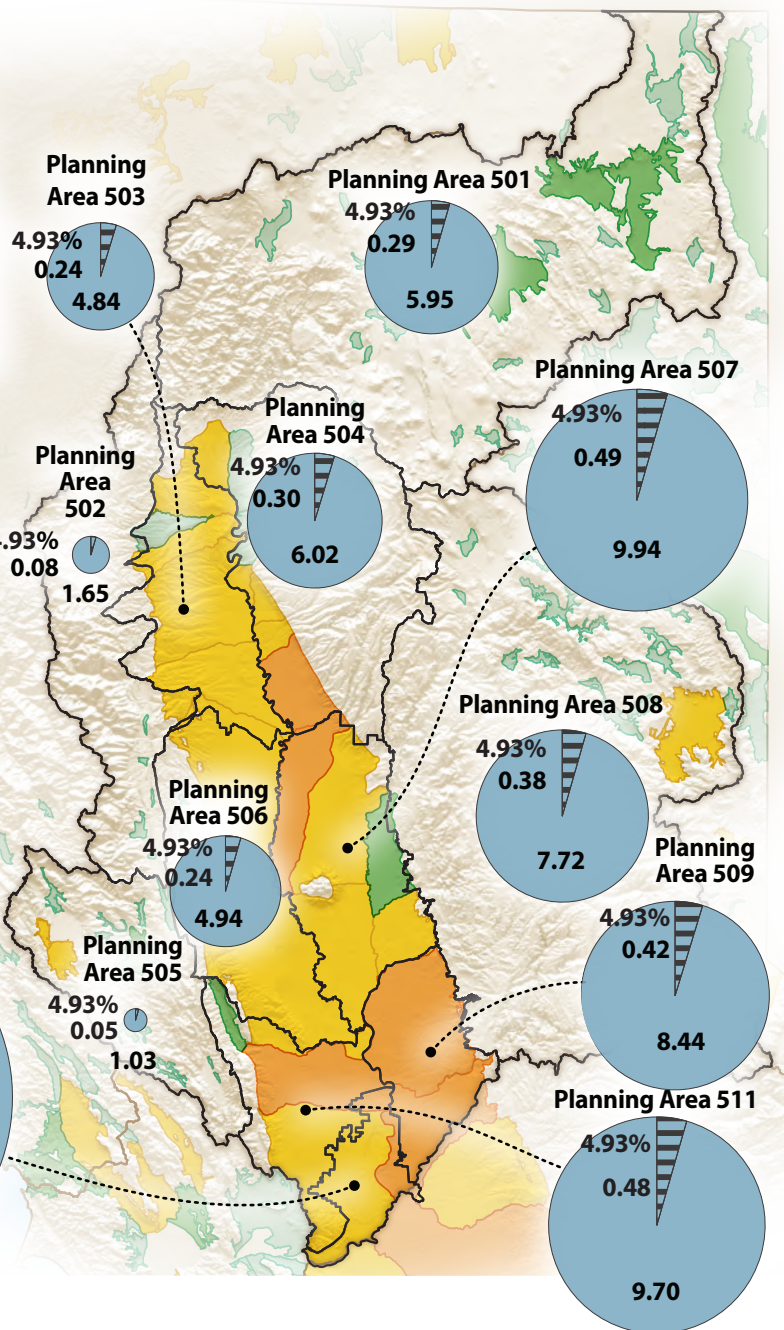 Planning
Area 503
4.93%
0.24
4.84
Planning Area 501
4.93%
0.29
5.95
Planning Area 507
4.93%
0.49
9.94
Planning
Area 504
4.93%
0.30
6.02
Planning
Area
502
.93%
0.08
1.65
Planning Area 508
4.93%
0.38
7.72
Planning
Area 506
4.93%
0.24
4.94
Planning
Area 509
4.93%
0.42
8.44
Planning
Area 505
4.93%
0.05
1.03
Planning Area 511
4.93%
0.48
9.70